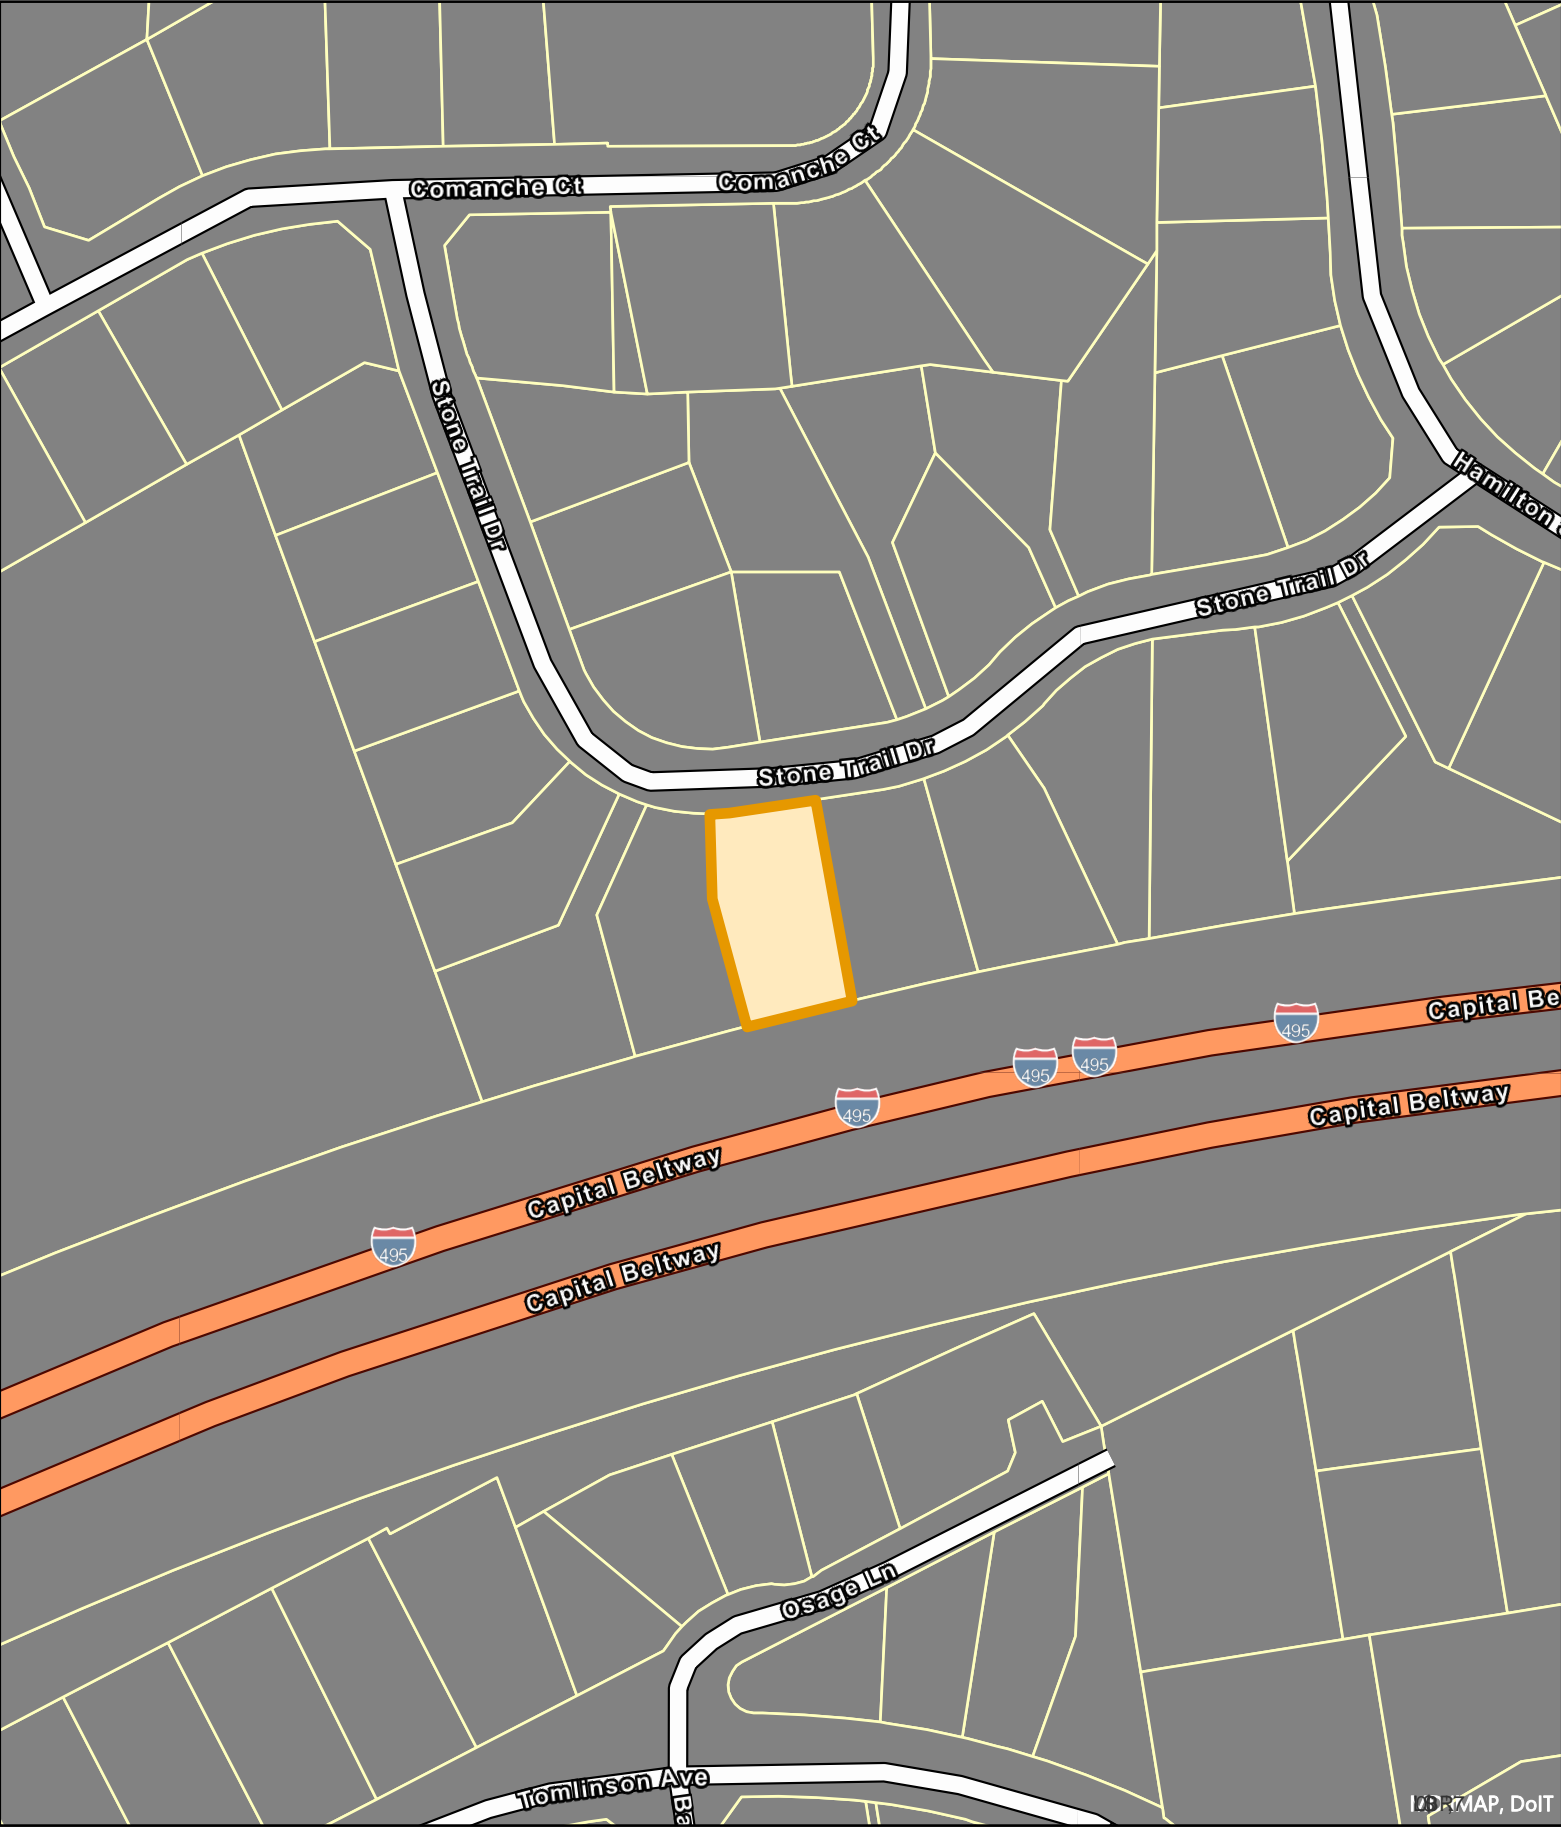 Comanche Ct
Comanche Ct
Stone Trail Dr
Hamilton
Stone Trail Dr
Stone Trail Dr
Capital Be
495
495
495
495
Capital Beltway
Capital Beltway
495
Capital Beltway
Osage Ln
Tomlinson Ave
Ba
MAP, DoIT